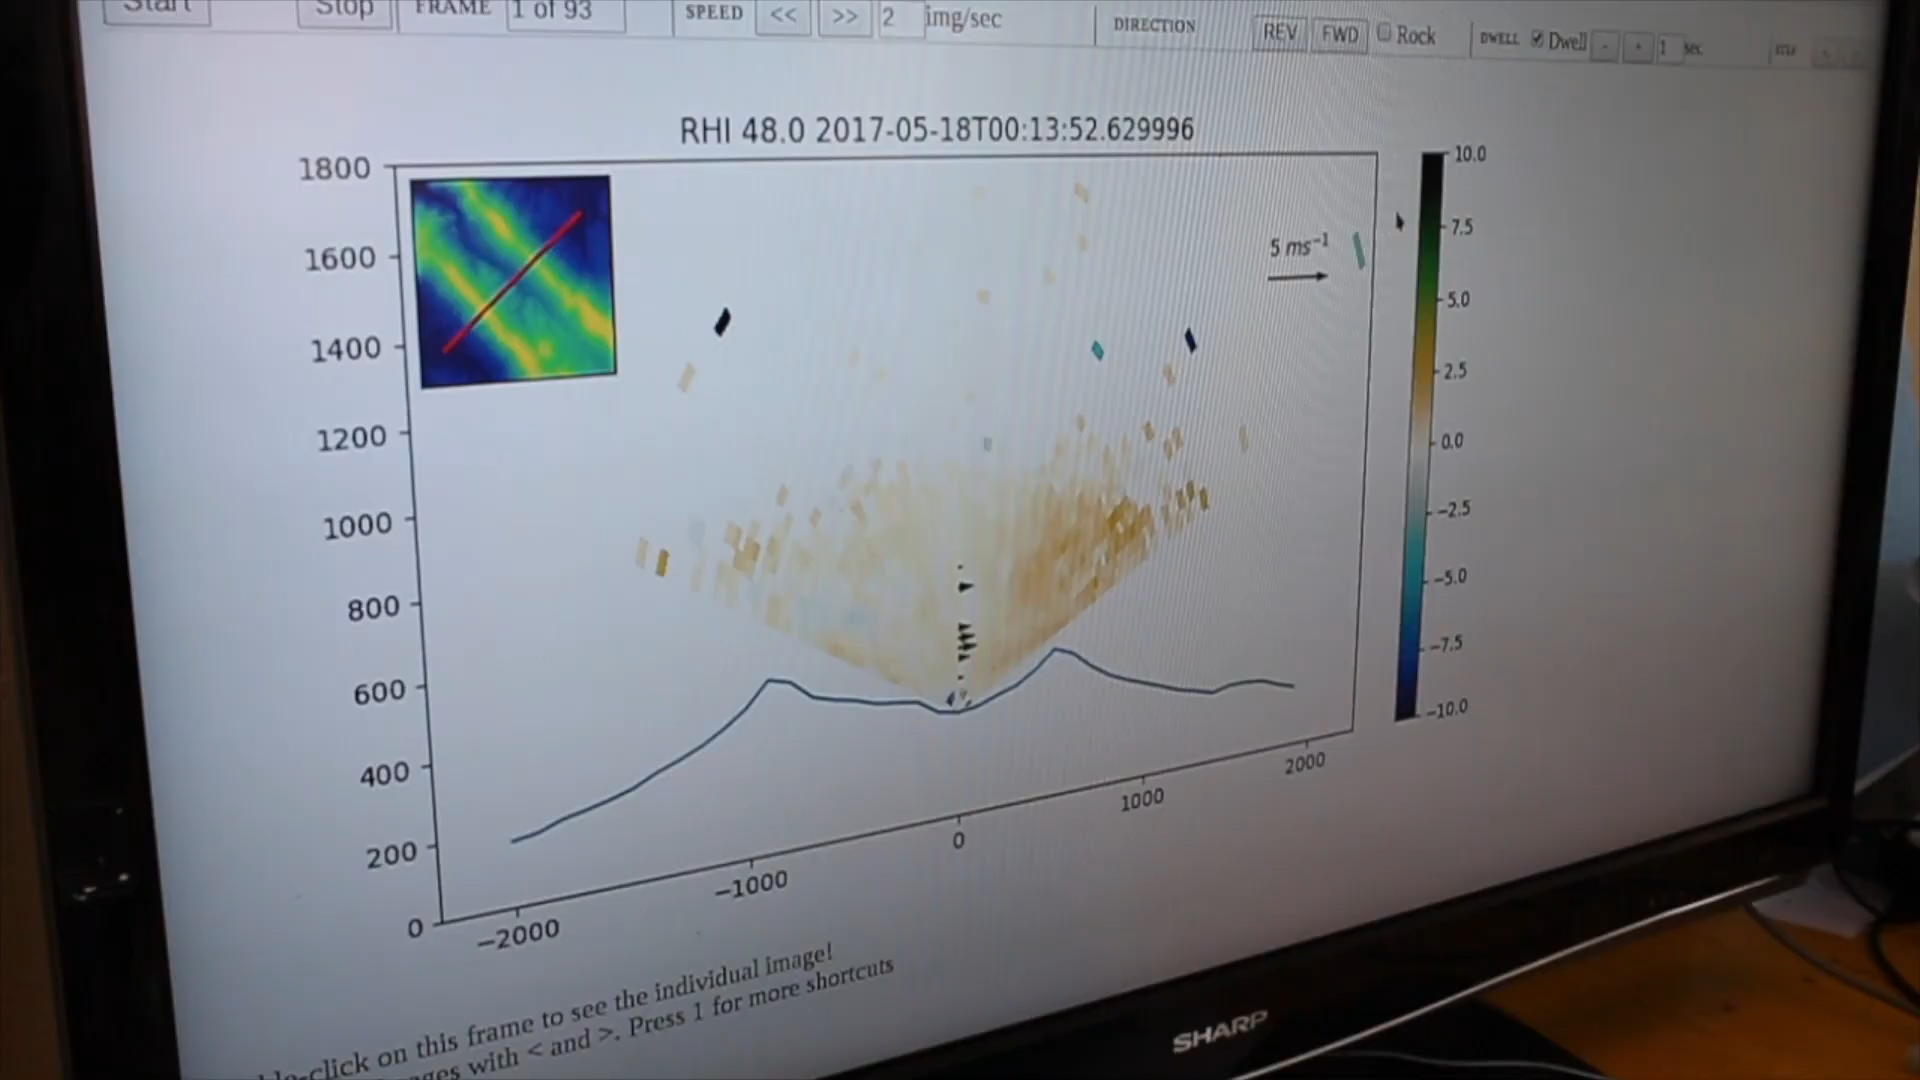 Start Stop FRAME 1 of 93 SPEED << >> 2 img/sec DIRECTION REV FWD Rock DWELL Dwell - + 1 sec
RHI 48.0 2017-05-18T00:13:52.629996
1800
1600
1400
1200
1000
800
600
400
200
0
5 ms⁻¹
10.0
7.5
5.0
2.5
0.0
−2.5
−5.0
−7.5
−10.0
−2000 −1000 0 1000 2000
click on this frame to see the individual image!
with < and >. Press 1 for more shortcuts
SHARP